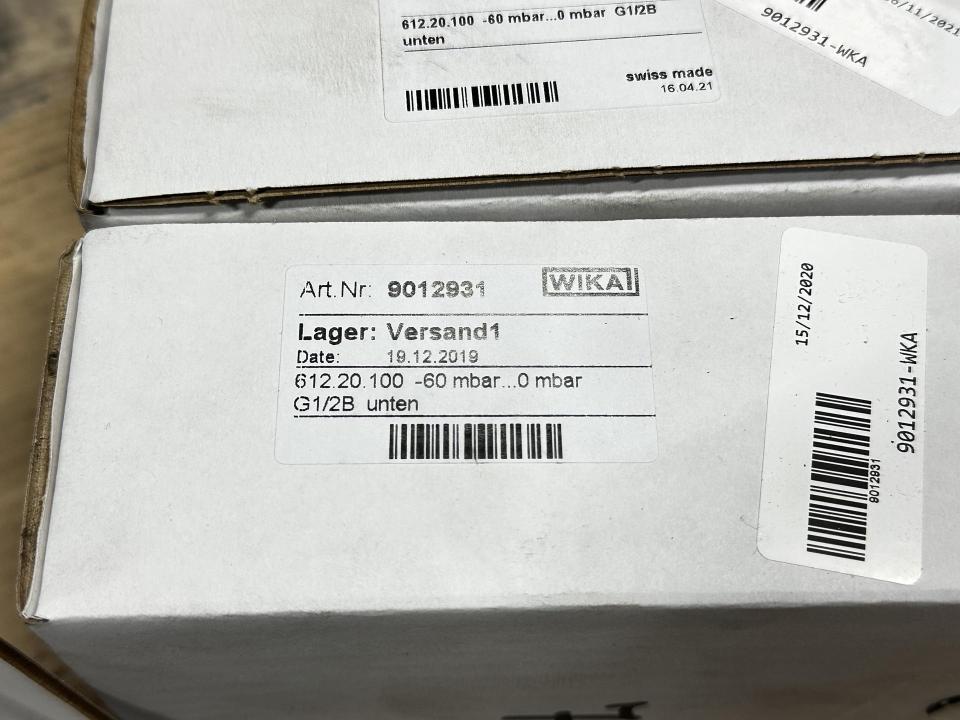 612.20.100 -60 mbar...0 mbar G1/2B
unten
swiss made
16.04.21
9012931-WKA
Art.Nr: 9012931
WIKA
Lager: Versand1
Date: 19.12.2019
612.20.100 -60 mbar...0 mbar
G1/2B unten
15/12/2020
9012931
9012931-WKA